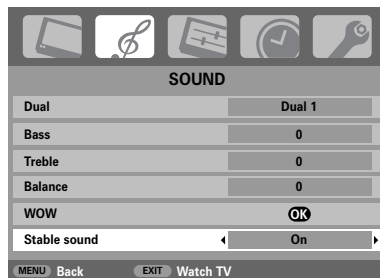 SOUND
Dual Dual 1
Bass 0
Treble 0
Balance 0
WOW OK
Stable sound On
MENU Back EXIT Watch TV